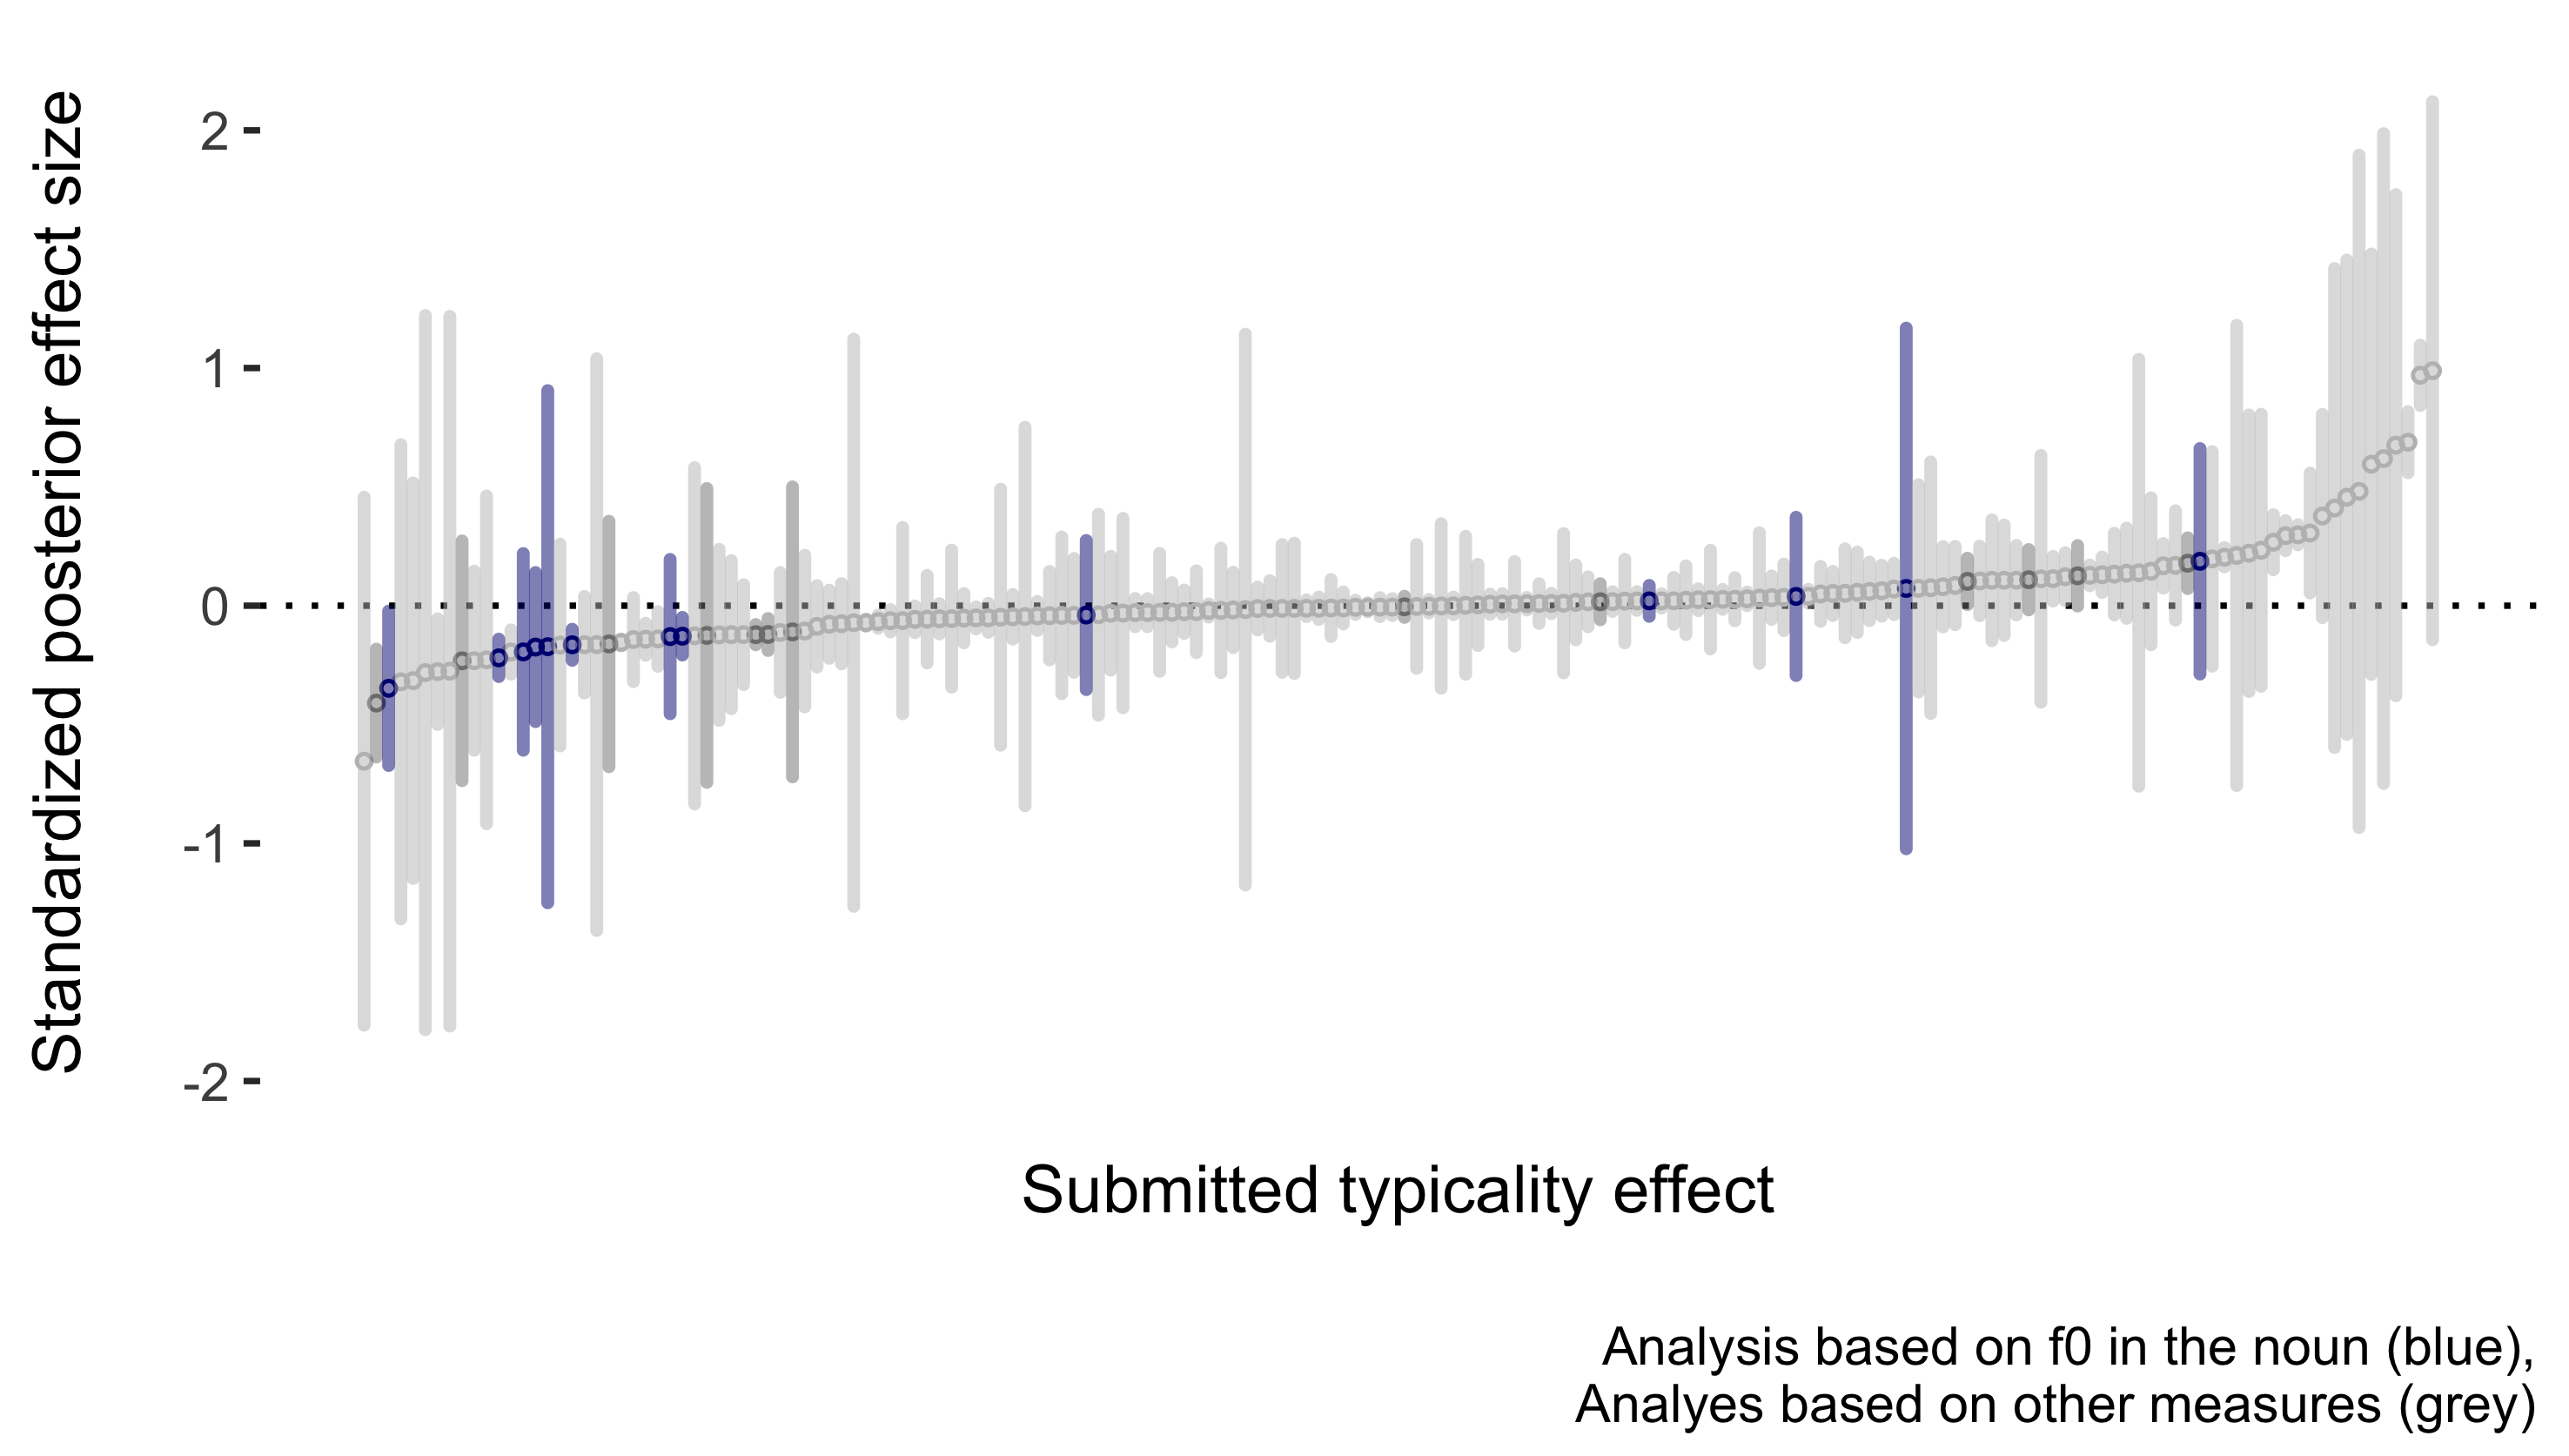 Standardized posterior effect size
2
1
0
-1
-2
Submitted typicality effect
Analysis based on f0 in the noun (blue),
Analyes based on other measures (grey)